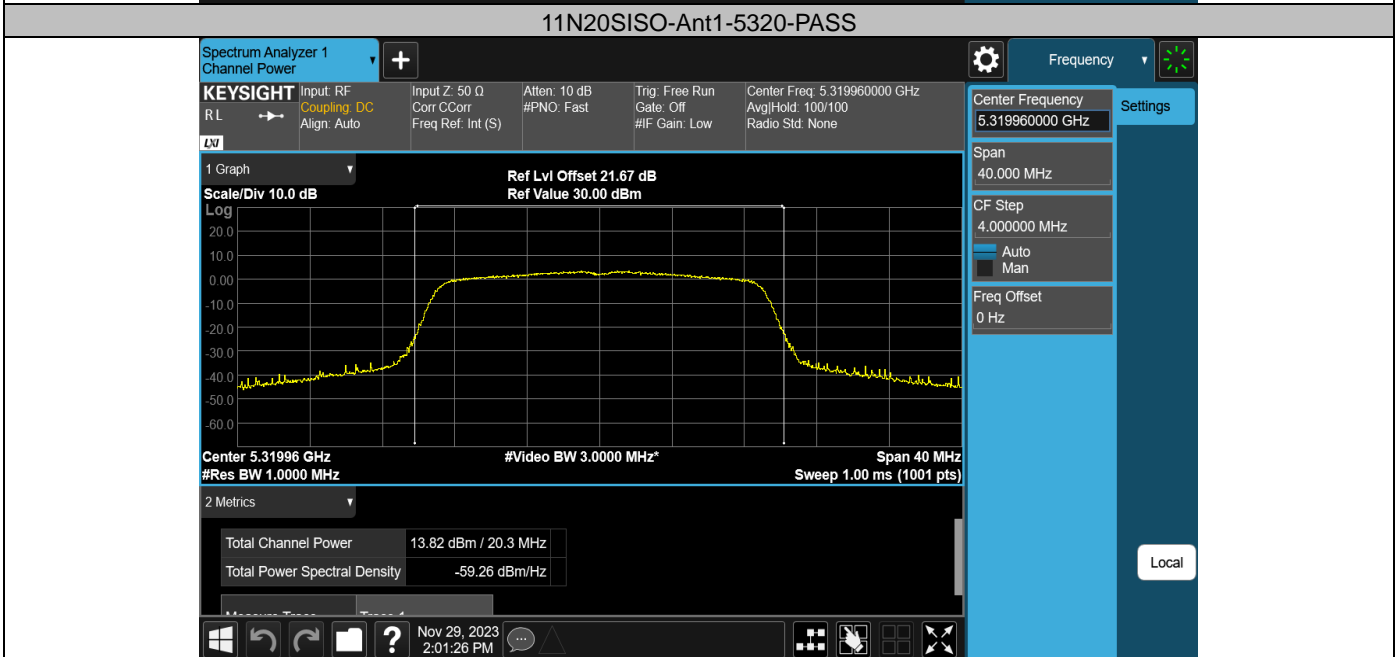 11N20SISO-Ant1-5320-PASS
Spectrum Analyzer 1
Channel Power
+
Frequency
KEYSIGHT
RL
LXI
Input: RF
Coupling: DC
Align: Auto
Input Z: 50 Ω
Corr CCorr
Freq Ref: Int (S)
Atten: 10 dB
#PNO: Fast
Trig: Free Run
Gate: Off
#IF Gain: Low
Center Freq: 5.319960000 GHz
Avg|Hold: 100/100
Radio Std: None
Center Frequency
5.319960000 GHz
Settings
Span
40.000 MHz
CF Step
4.000000 MHz
Auto
Man
Freq Offset
0 Hz
1 Graph
Scale/Div 10.0 dB
Ref Lvl Offset 21.67 dB
Ref Value 30.00 dBm
Log
20.0
10.0
0.00
-10.0
-20.0
-30.0
-40.0
-50.0
-60.0
Center 5.31996 GHz
#Video BW 3.0000 MHz*
Span 40 MHz
#Res BW 1.0000 MHz
Sweep 1.00 ms (1001 pts)
2 Metrics
Total Channel Power 13.82 dBm / 20.3 MHz
Total Power Spectral Density -59.26 dBm/Hz
Measure Trace Trace 1
Local
?
Nov 29, 2023
2:01:26 PM